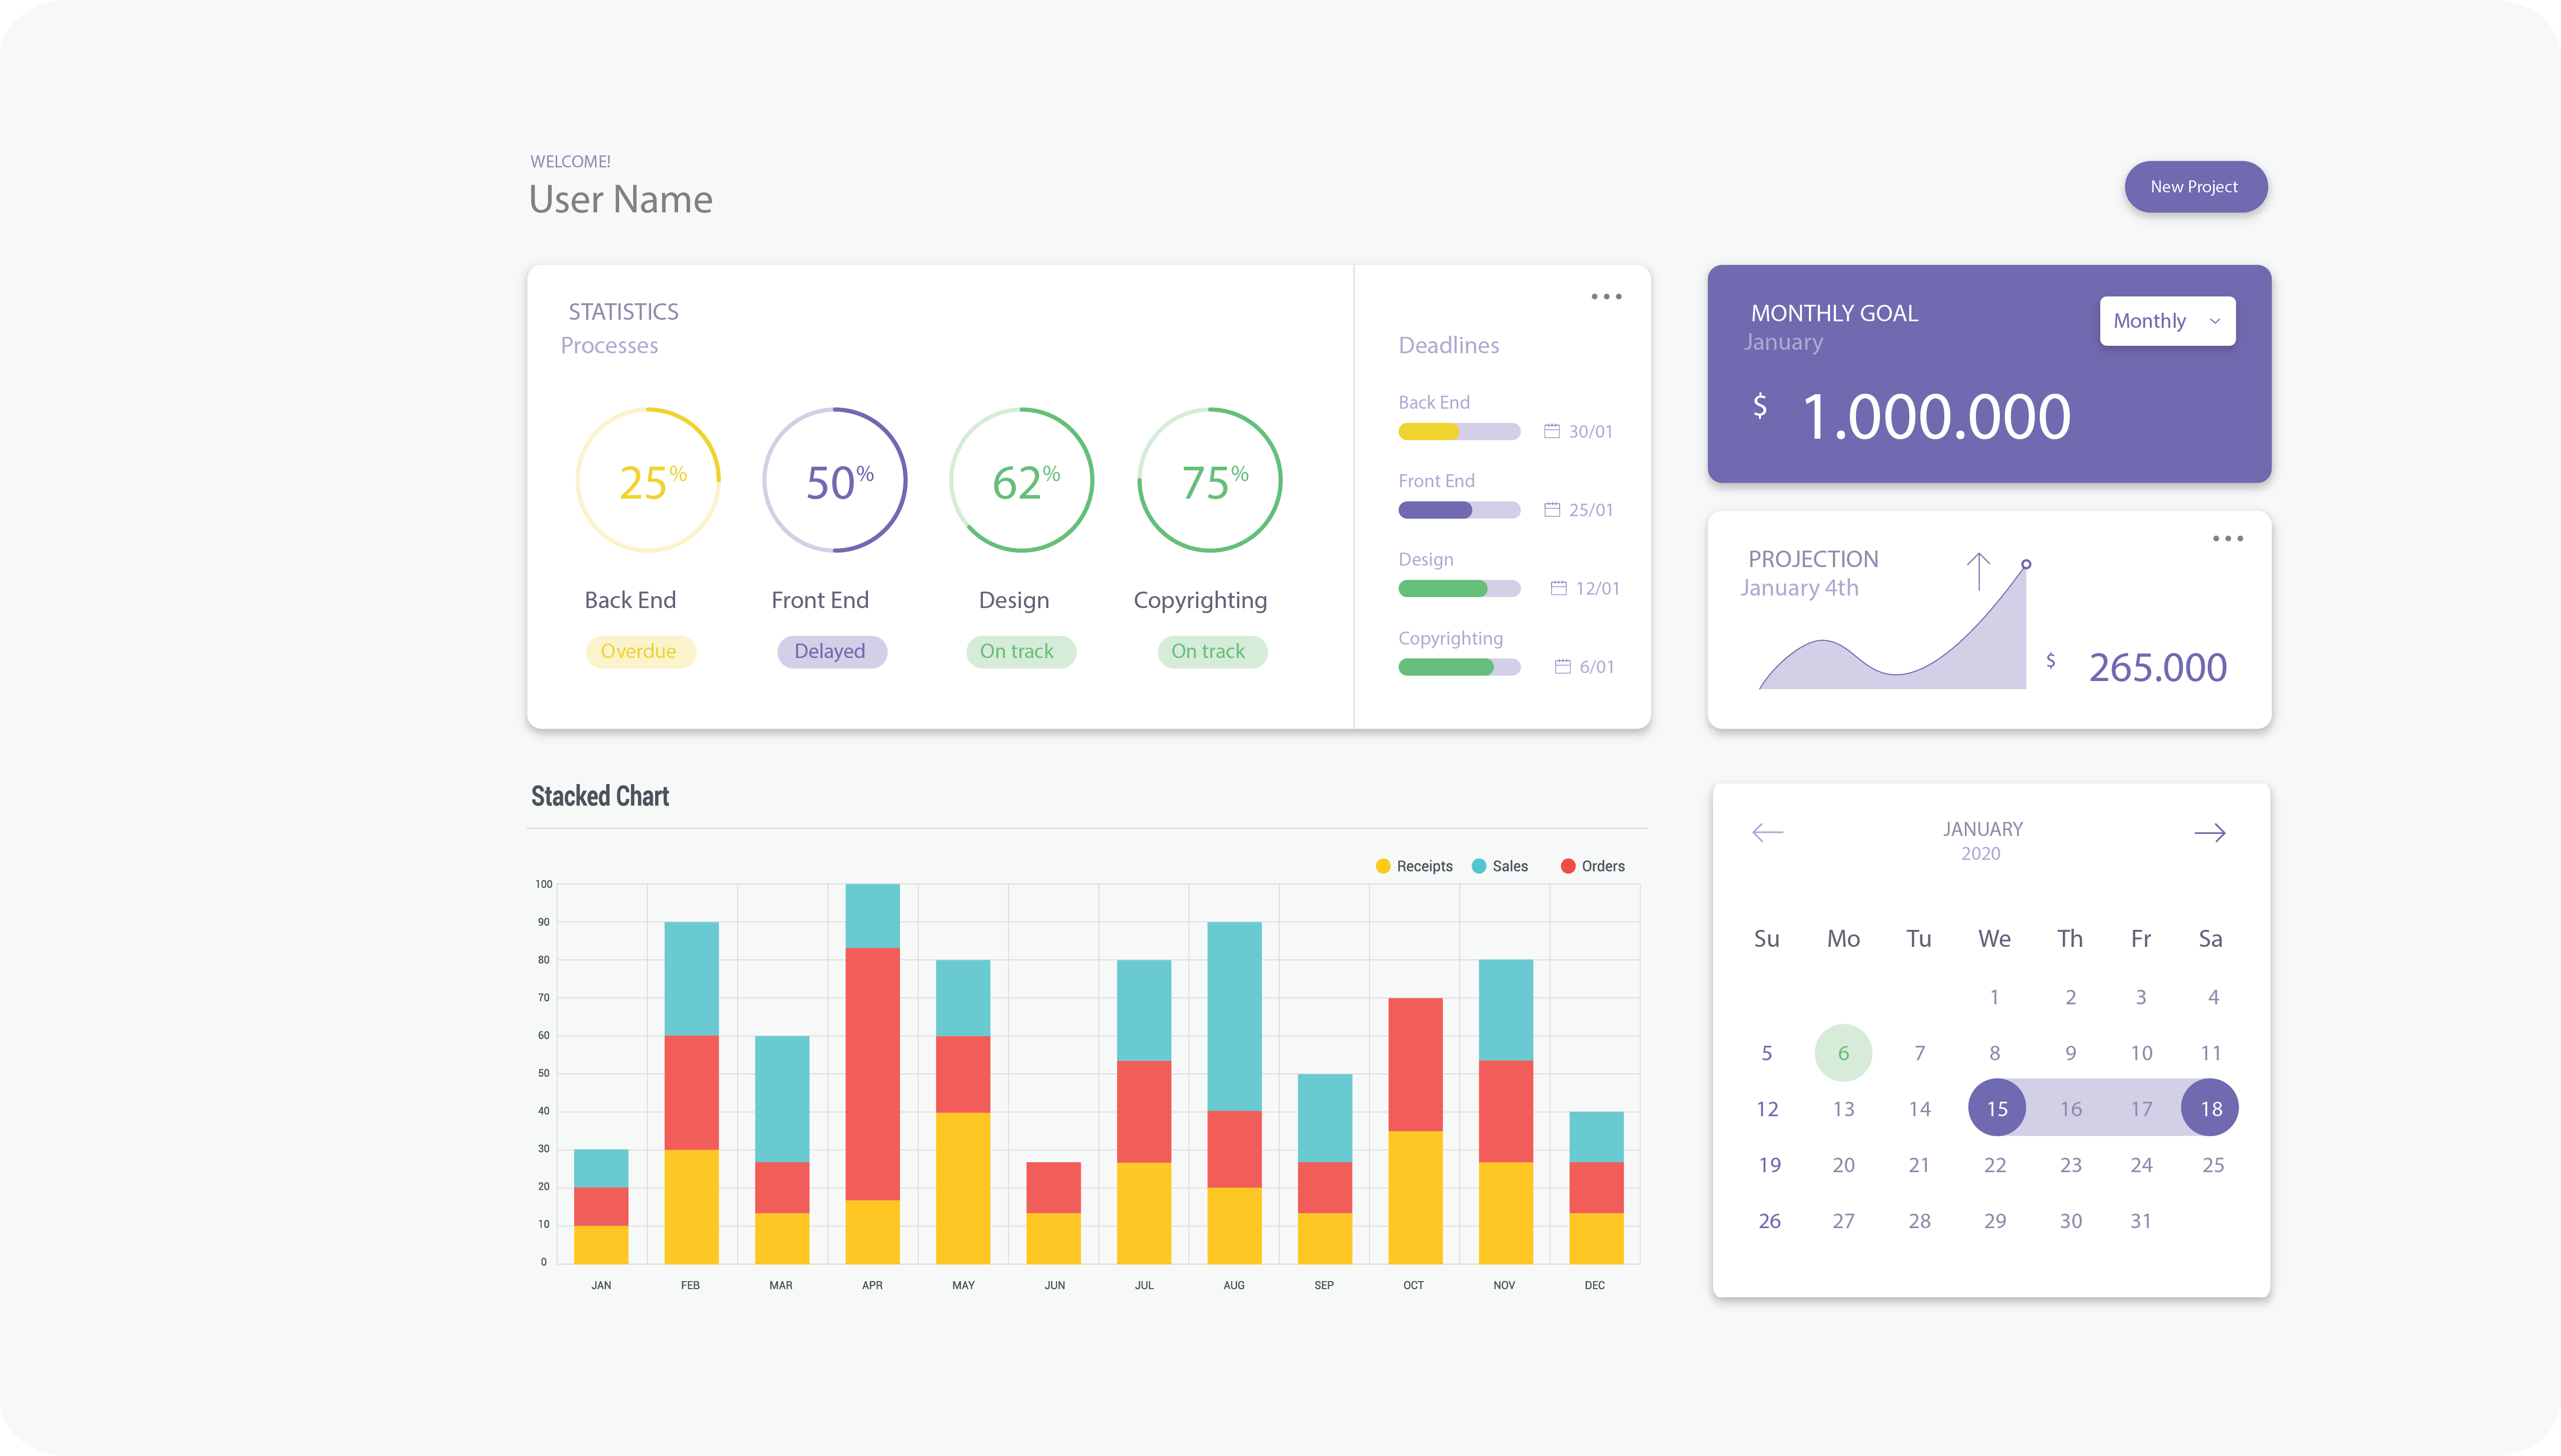 WELCOME!
User Name
New Project
STATISTICS
Processes
25%
50%
62%
75%
Back End
Front End
Design
Copyrighting
Overdue
Delayed
On track
On track
Deadlines
Back End
30/01
Front End
25/01
Design
12/01
Copyrighting
6/01
MONTHLY GOAL
January
Monthly
$ 1.000.000
PROJECTION
January 4th
$ 265.000
Stacked Chart
Receipts Sales Orders
100
90
80
70
60
50
40
30
20
10
0
JAN FEB MAR APR MAY JUN JUL AUG SEP OCT NOV DEC
JANUARY
2020
Su Mo Tu We Th Fr Sa
1 2 3 4
5 6 7 8 9 10 11
12 13 14 15 16 17 18
19 20 21 22 23 24 25
26 27 28 29 30 31